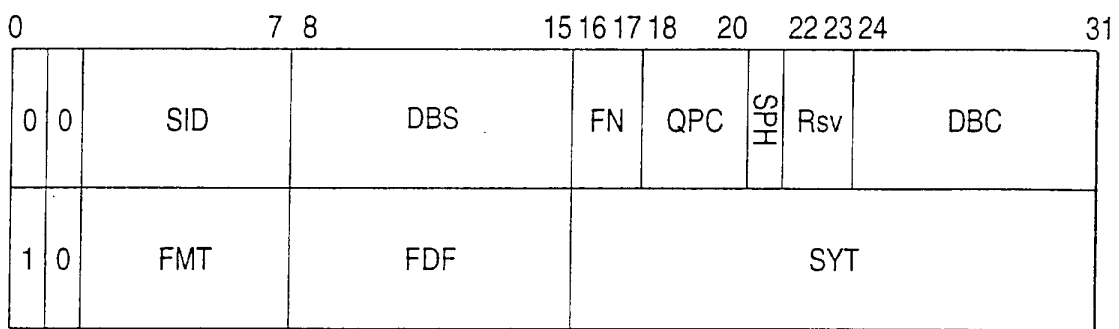 0 7 8 15 16 17 18 20 22 23 24 31
0 0 SID DBS FN QPC SPH Rsv DBC
1 0 FMT FDF SYT